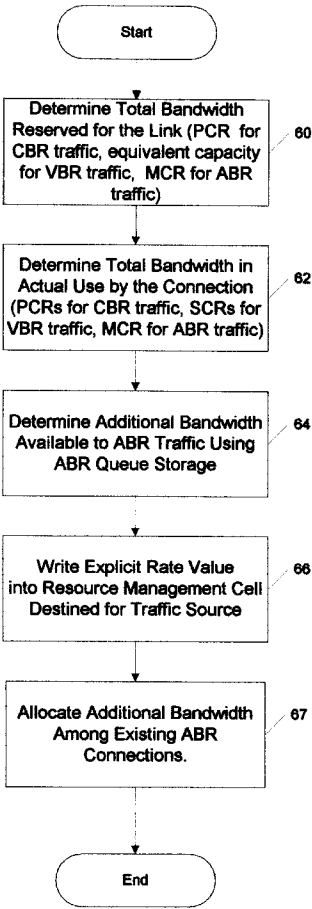 Start
Determine Total Bandwidth
Reserved for the Link (PCR for
CBR traffic, equivalent capacity
for VBR traffic, MCR for ABR
traffic)
60
Determine Total Bandwidth in
Actual Use by the Connection
(PCRs for CBR traffic, SCRs for
VBR traffic, MCR for ABR traffic)
62
Determine Additional Bandwidth
Available to ABR Traffic Using
ABR Queue Storage
64
Write Explicit Rate Value
into Resource Management Cell
Destined for Traffic Source
66
Allocate Additional Bandwidth
Among Existing ABR
Connections.
67
End